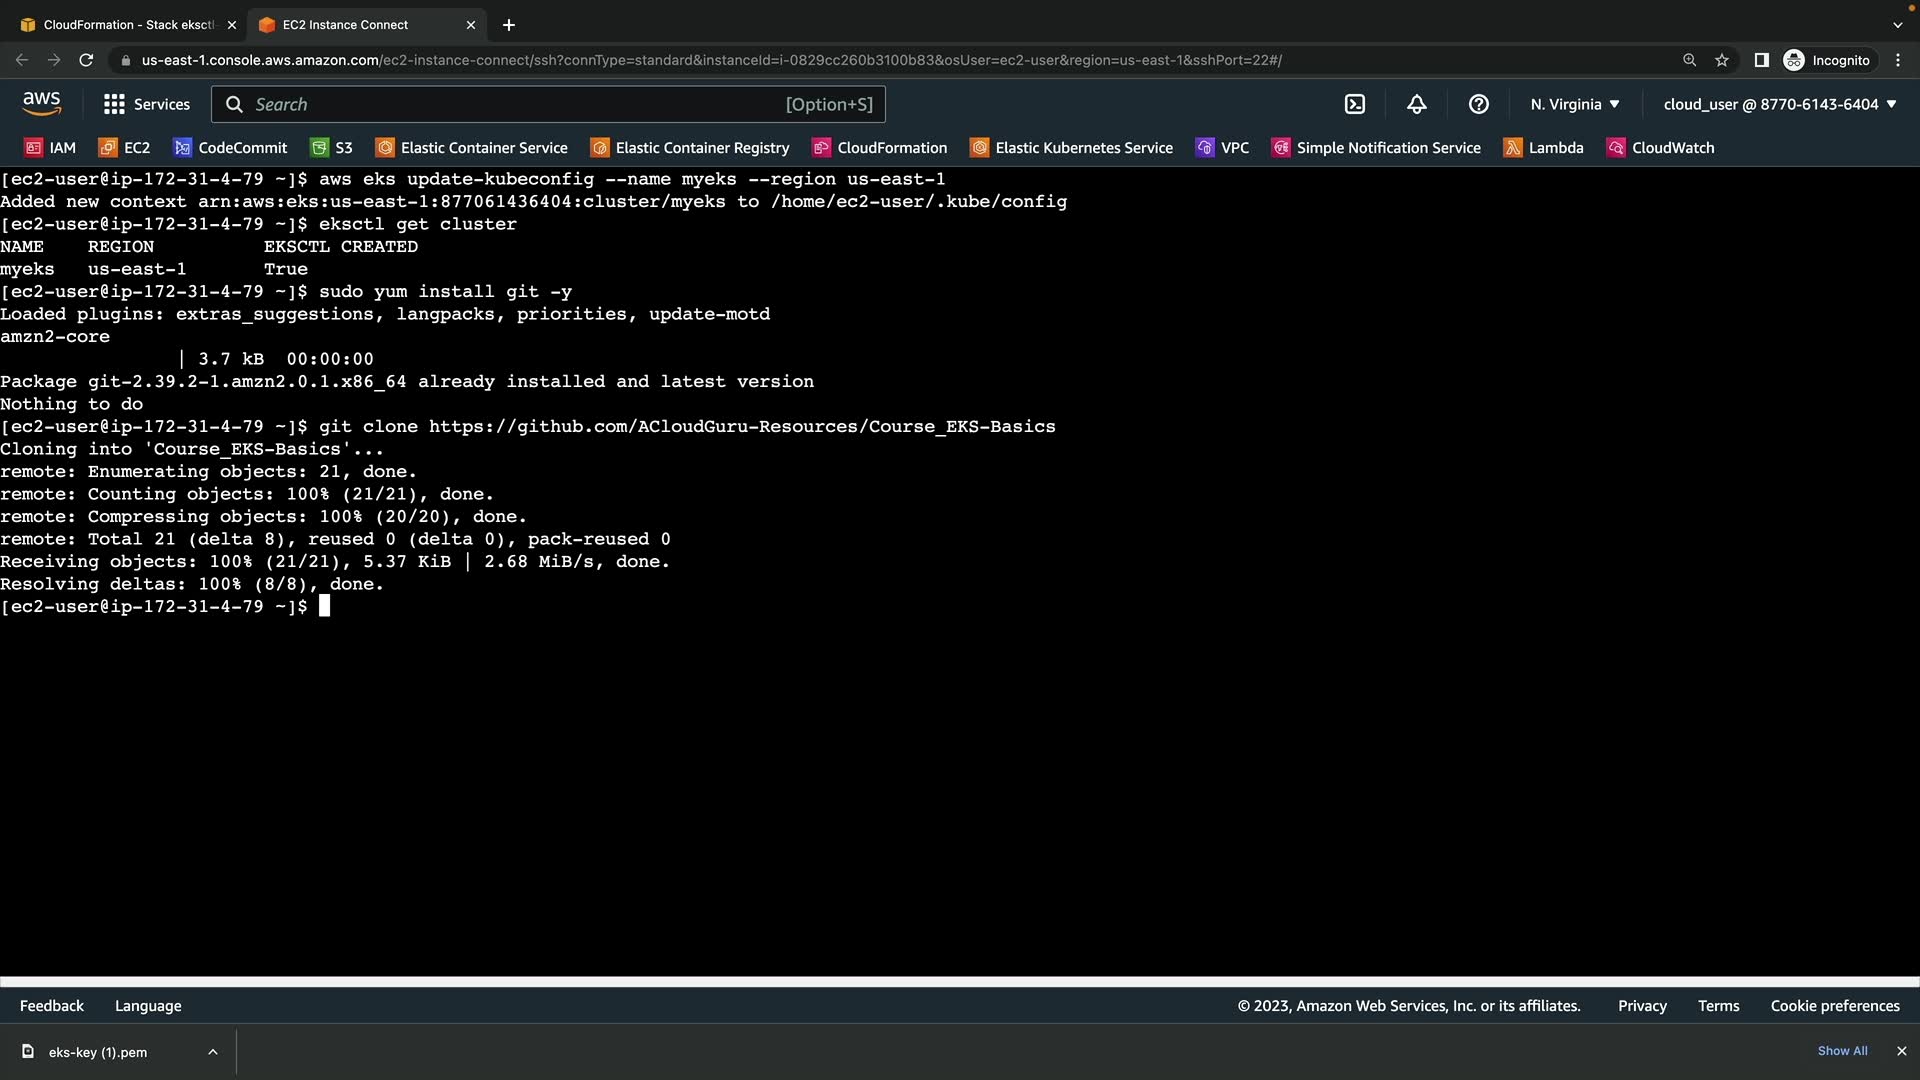 CloudFormation - Stack eksctl
EC2 Instance Connect
us-east-1.console.aws.amazon.com/ec2-instance-connect/ssh?connType=standard&instanceId=i-0829cc260b3100b83&osUser=ec2-user&region=us-east-1&sshPort=22#/
Incognito
aws
Services
Search
[Option+S]
N. Virginia
cloud_user @ 8770-6143-6404
IAM
EC2
CodeCommit
S3
Elastic Container Service
Elastic Container Registry
CloudFormation
Elastic Kubernetes Service
VPC
Simple Notification Service
Lambda
CloudWatch
[ec2-user@ip-172-31-4-79 ~]$ aws eks update-kubeconfig --name myeks --region us-east-1
Added new context arn:aws:eks:us-east-1:877061436404:cluster/myeks to /home/ec2-user/.kube/config
[ec2-user@ip-172-31-4-79 ~]$ eksctl get cluster
NAME    REGION          EKSCTL CREATED
myeks   us-east-1       True
[ec2-user@ip-172-31-4-79 ~]$ sudo yum install git -y
Loaded plugins: extras_suggestions, langpacks, priorities, update-motd
amzn2-core
| 3.7 kB  00:00:00
Package git-2.39.2-1.amzn2.0.1.x86_64 already installed and latest version
Nothing to do
[ec2-user@ip-172-31-4-79 ~]$ git clone https://github.com/ACloudGuru-Resources/Course_EKS-Basics
Cloning into 'Course_EKS-Basics'...
remote: Enumerating objects: 21, done.
remote: Counting objects: 100% (21/21), done.
remote: Compressing objects: 100% (20/20), done.
remote: Total 21 (delta 8), reused 0 (delta 0), pack-reused 0
Receiving objects: 100% (21/21), 5.37 KiB | 2.68 MiB/s, done.
Resolving deltas: 100% (8/8), done.
[ec2-user@ip-172-31-4-79 ~]$
Feedback
Language
© 2023, Amazon Web Services, Inc. or its affiliates.
Privacy
Terms
Cookie preferences
eks-key (1).pem
Show All